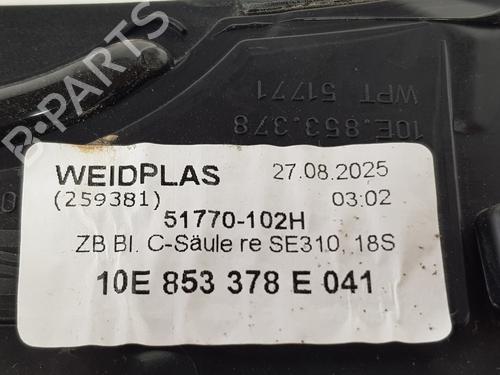 B-PARTS
WPT 51771
10E.853.378
WEIDPLAS 27.08.2025
(259381) 03:02
51770-102H
ZB Bl. C-Säule re SE310, 18S
10E 853 378 E 041